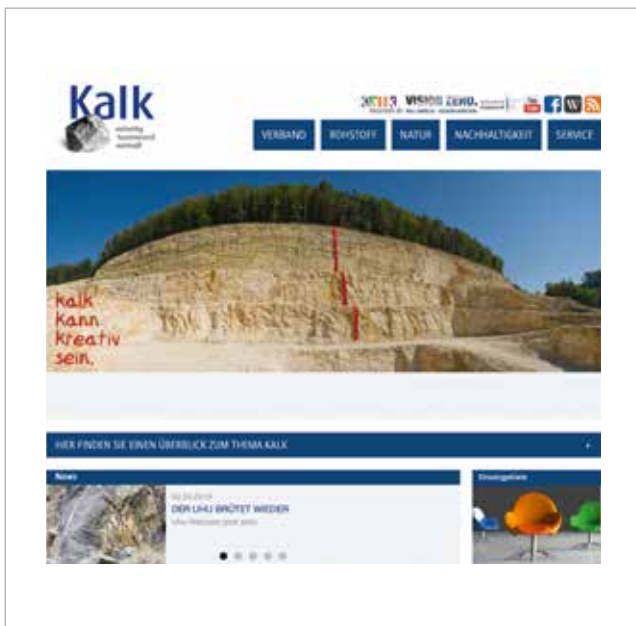 Kalk
VISION ZERO.
VERBAND ROHSTOFF NATUR NACHHALTIGKEIT SERVICE
kalk
kann
kreativ
sein.
HIER FINDEN SIE EINEN ÜBERBLICK ZUM THEMA KALK +
News
Einsatzgebiete
DER UHU BRÜTET WIEDER